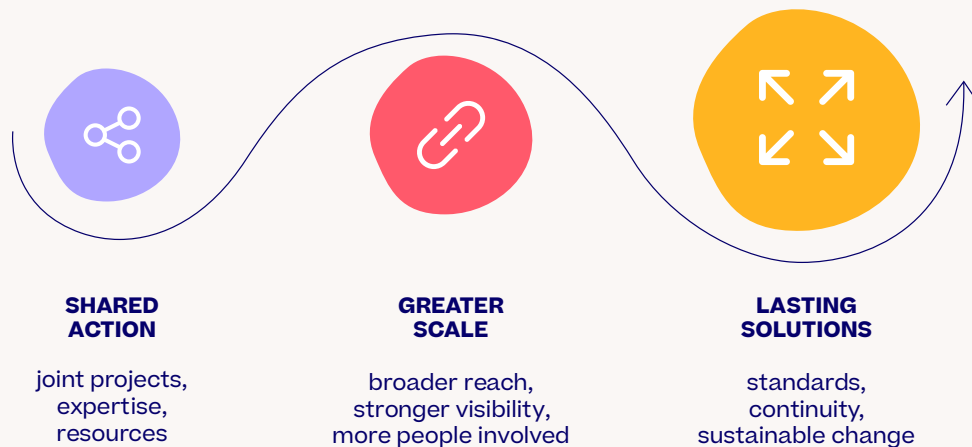 SHARED
ACTION
joint projects,
expertise,
resources
GREATER
SCALE
broader reach,
stronger visibility,
more people involved
LASTING
SOLUTIONS
standards,
continuity,
sustainable change